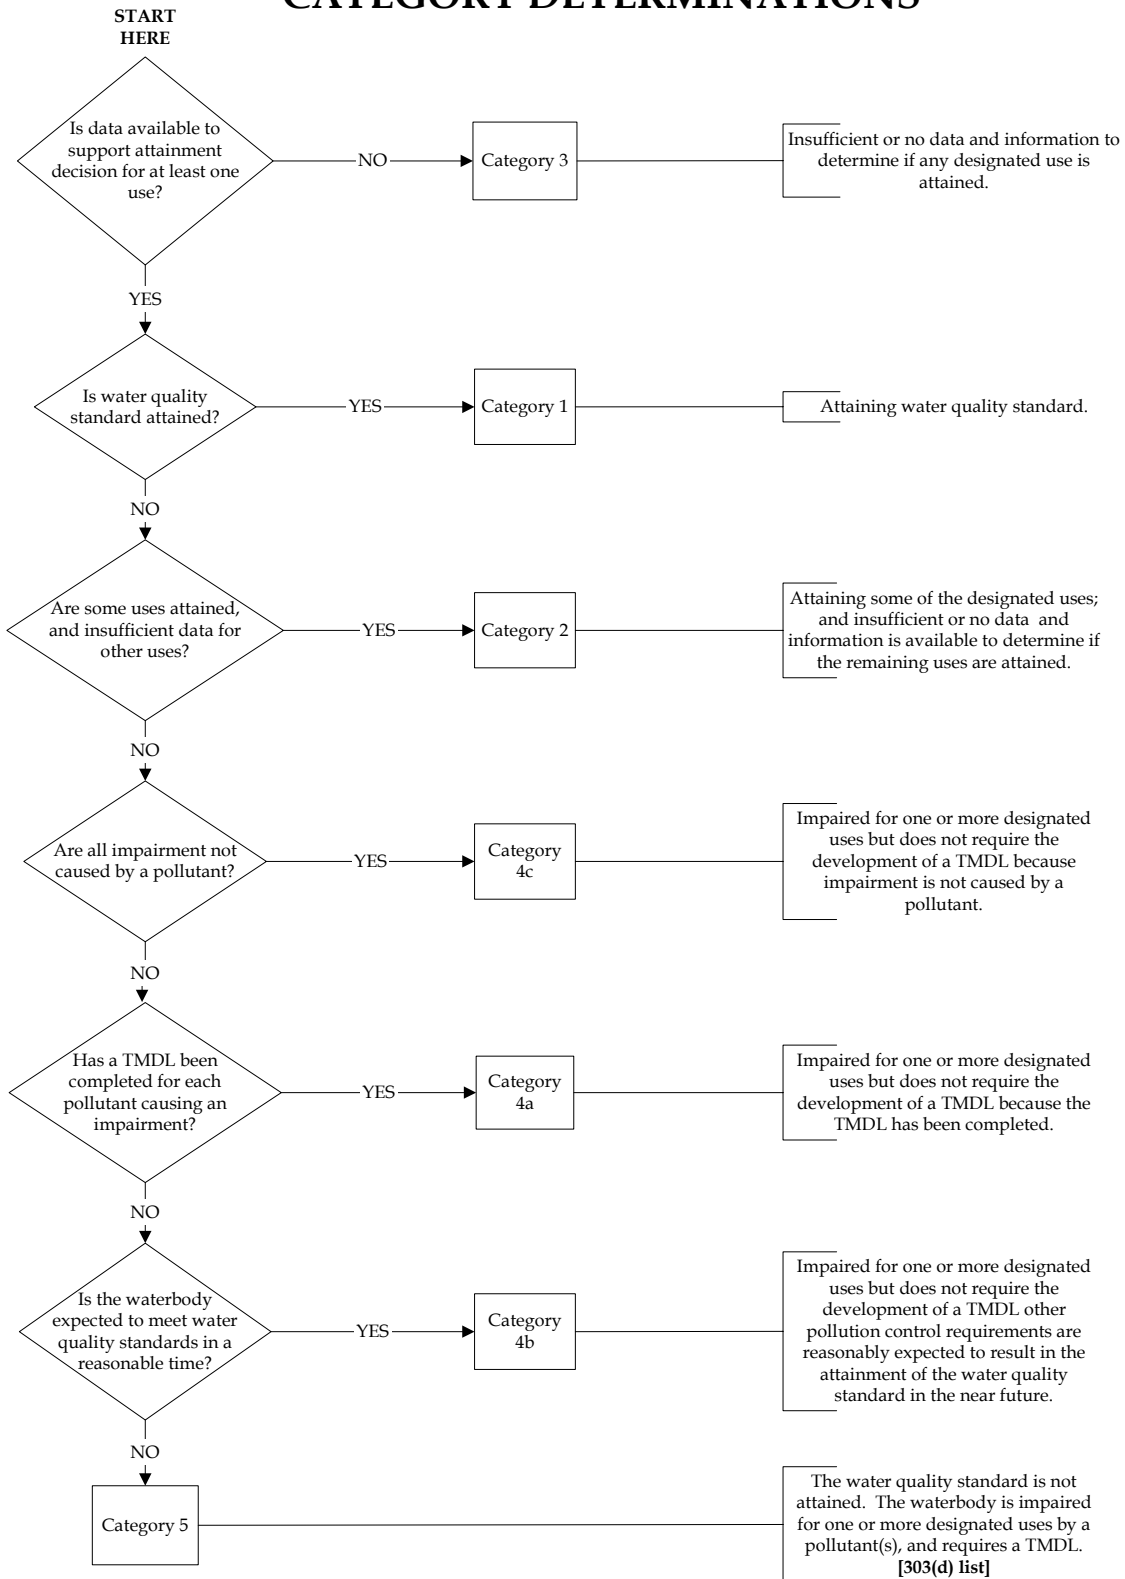 CATEGORY DETERMINATIONS
START
HERE
Is data available to
support attainment
decision for at least one
use?
NO
Category 3
Insufficient or no data and information to
determine if any designated use is
attained.
YES
Is water quality
standard attained?
YES
Category 1
Attaining water quality standard.
NO
Are some uses attained,
and insufficient data for
other uses?
YES
Category 2
Attaining some of the designated uses;
and insufficient or no data and
information is available to determine if
the remaining uses are attained.
NO
Are all impairment not
caused by a pollutant?
YES
Category
4c
Impaired for one or more designated
uses but does not require the
development of a TMDL because
impairment is not caused by a
pollutant.
NO
Has a TMDL been
completed for each
pollutant causing an
impairment?
YES
Category
4a
Impaired for one or more designated
uses but does not require the
development of a TMDL because the
TMDL has been completed.
NO
Is the waterbody
expected to meet water
quality standards in a
reasonable time?
YES
Category
4b
Impaired for one or more designated
uses but does not require the
development of a TMDL other
pollution control requirements are
reasonably expected to result in the
attainment of the water quality
standard in the near future.
NO
Category 5
The water quality standard is not
attained. The waterbody is impaired
for one or more designated uses by a
pollutant(s), and requires a TMDL.
[303(d) list]